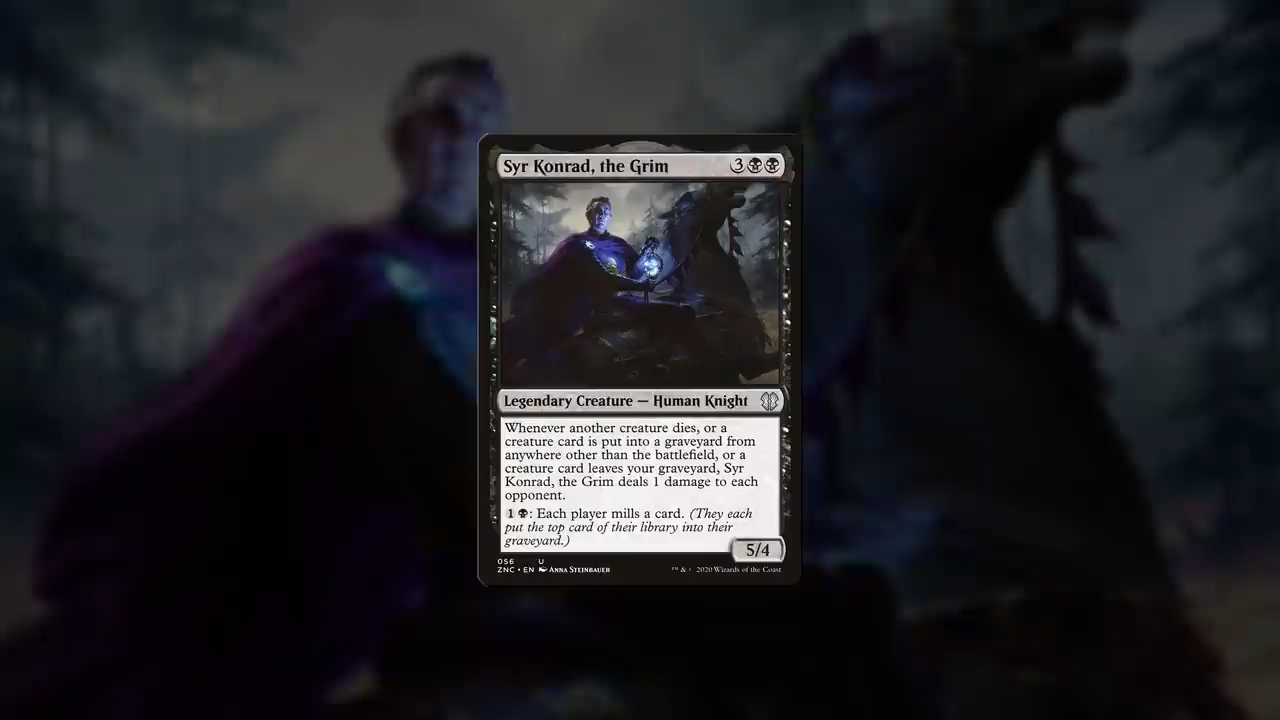 Syr Konrad, the Grim 3
Legendary Creature — Human Knight
Whenever another creature dies, or a
creature card is put into a graveyard from
anywhere other than the battlefield, or a
creature card leaves your graveyard, Syr
Konrad, the Grim deals 1 damage to each
opponent.
1 : Each player mills a card. (They each
put the top card of their library into their
graveyard.)
5/4
056 U
ZNC • EN Anna Steinbauer ™ & © 2020 Wizards of the Coast